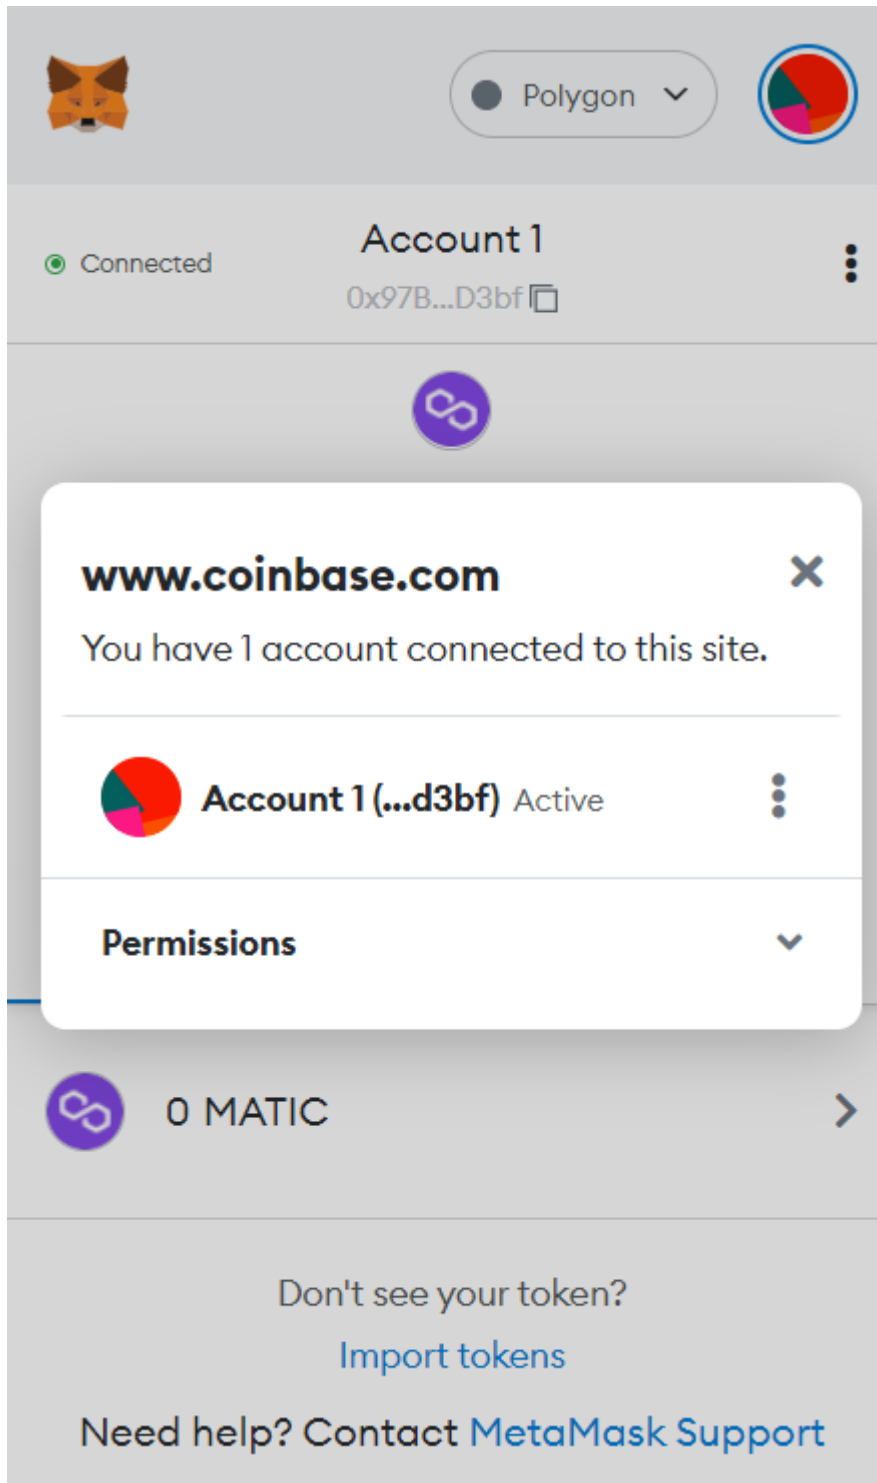 Polygon
Connected
Account 1
0x97B...D3bf
www.coinbase.com
You have 1 account connected to this site.
Account 1 (...d3bf) Active
Permissions
0 MATIC
Don't see your token?
Import tokens
Need help? Contact MetaMask Support